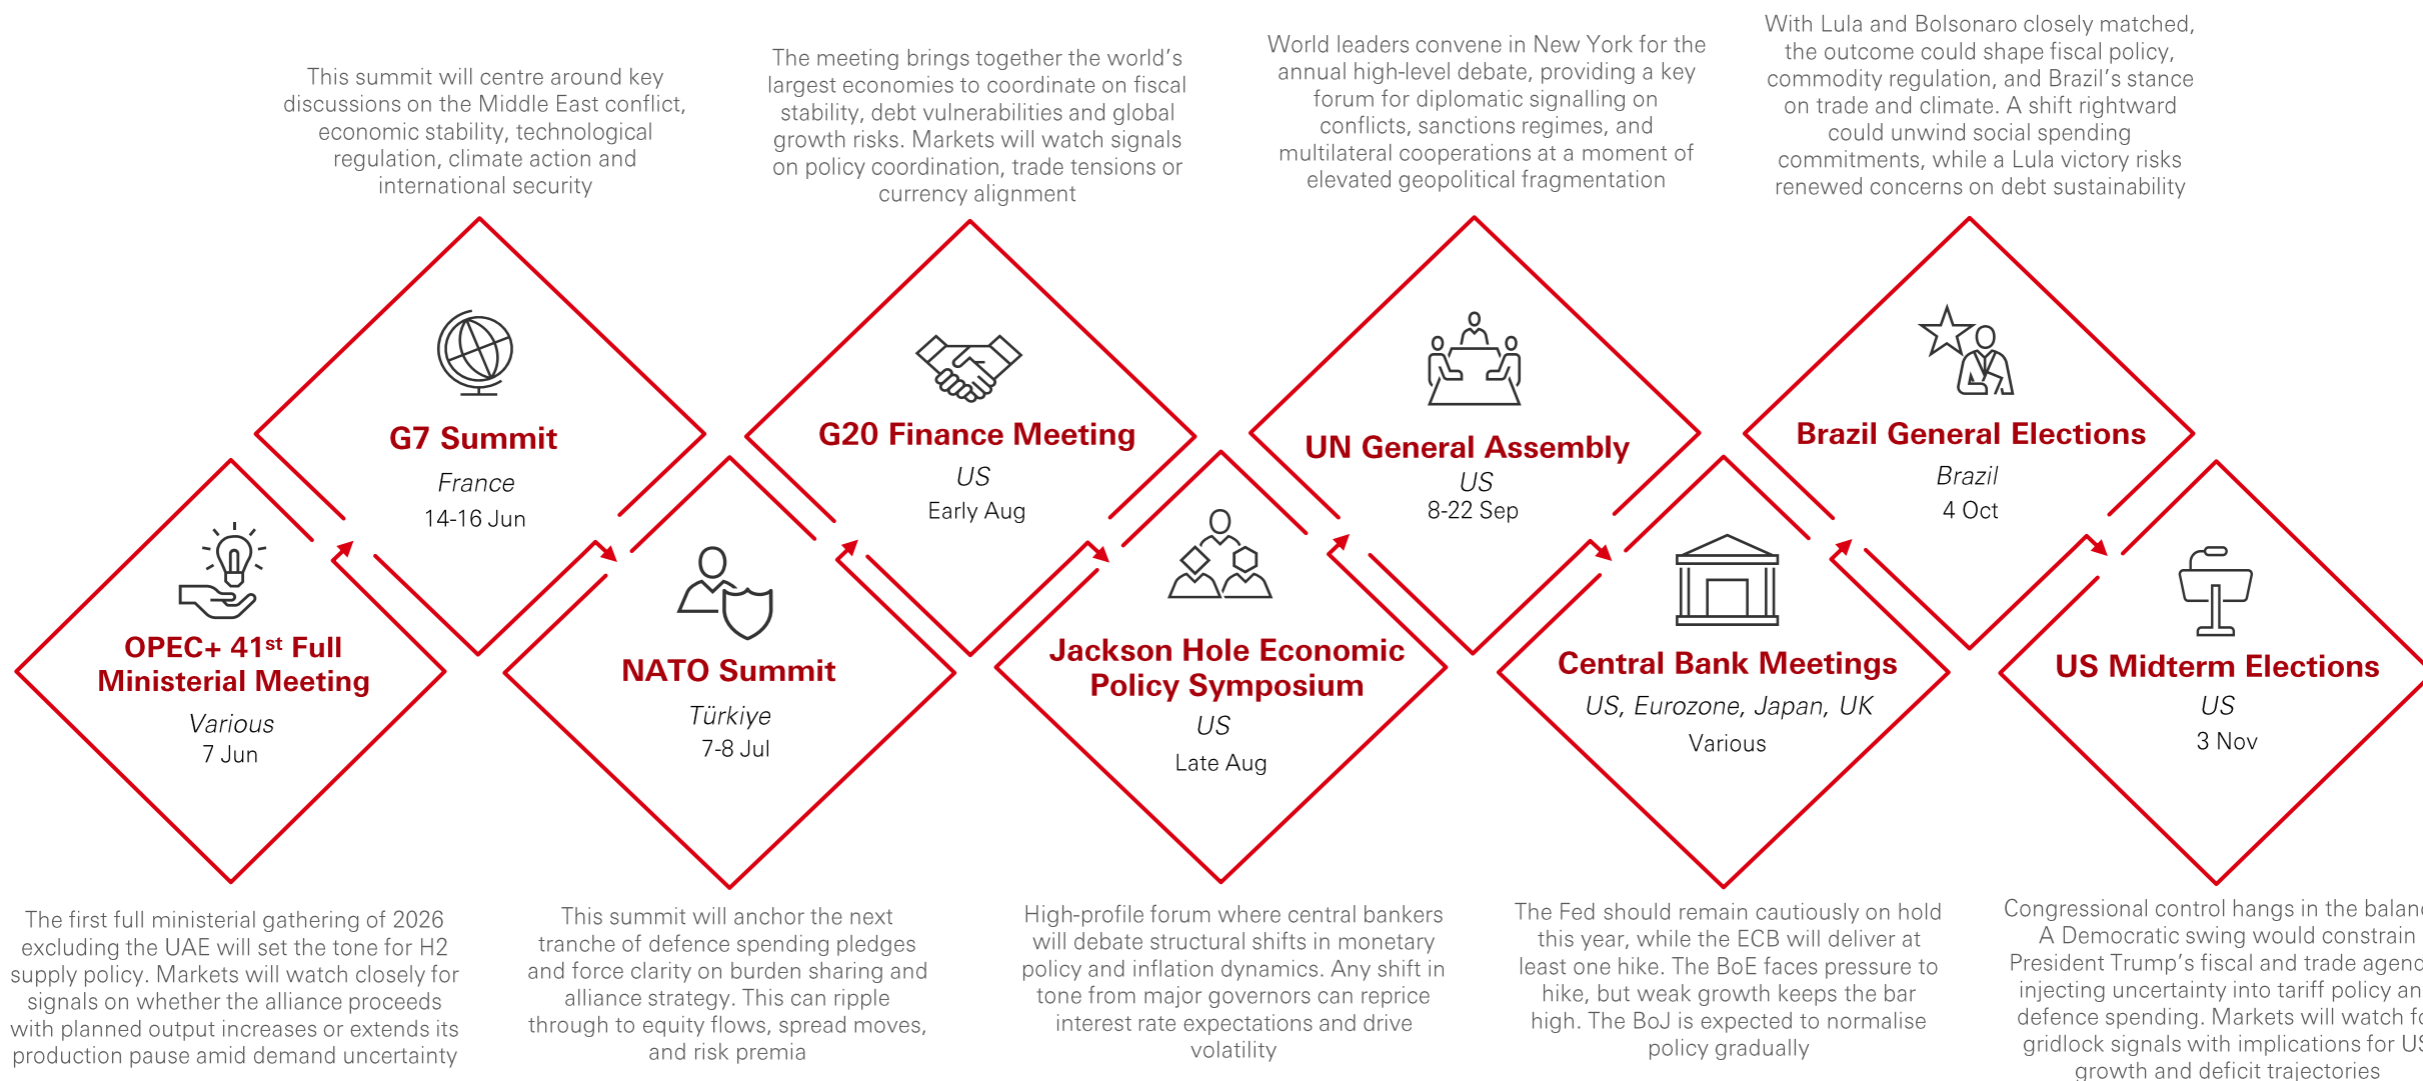 This summit will centre around key
discussions on the Middle East conflict,
economic stability, technological
regulation, climate action and
international security
The meeting brings together the world's
largest economies to coordinate on fiscal
stability, debt vulnerabilities and global
growth risks. Markets will watch signals
on policy coordination, trade tensions or
currency alignment
World leaders convene in New York for the
annual high-level debate, providing a key
forum for diplomatic signalling on
conflicts, sanctions regimes, and
multilateral cooperations at a moment of
elevated geopolitical fragmentation
With Lula and Bolsonaro closely matched,
the outcome could shape fiscal policy,
commodity regulation, and Brazil's stance
on trade and climate. A shift rightward
could unwind social spending
commitments, while a Lula victory risks
renewed concerns on debt sustainability
G7 Summit
France
14-16 Jun
G20 Finance Meeting
US
Early Aug
UN General Assembly
US
8-22 Sep
Brazil General Elections
Brazil
4 Oct
OPEC+ 41st Full
Ministerial Meeting
Various
7 Jun
NATO Summit
Türkiye
7-8 Jul
Jackson Hole Economic
Policy Symposium
US
Late Aug
Central Bank Meetings
US, Eurozone, Japan, UK
Various
US Midterm Elections
US
3 Nov
The first full ministerial gathering of 2026
excluding the UAE will set the tone for H2
supply policy. Markets will watch closely for
signals on whether the alliance proceeds
with planned output increases or extends its
production pause amid demand uncertainty
This summit will anchor the next
tranche of defence spending pledges
and force clarity on burden sharing and
alliance strategy. This can ripple
through to equity flows, spread moves,
and risk premia
High-profile forum where central bankers
will debate structural shifts in monetary
policy and inflation dynamics. Any shift in
tone from major governors can reprice
interest rate expectations and drive
volatility
The Fed should remain cautiously on hold
this year, while the ECB will deliver at
least one hike. The BoE faces pressure to
hike, but weak growth keeps the bar
high. The BoJ is expected to normalise
policy gradually
Congressional control hangs in the
A Democratic swing would constrain
President Trump's fiscal and trade
injecting uncertainty into tariff policy
defence spending. Markets will watch
gridlock signals with implications for
growth and deficit trajectories